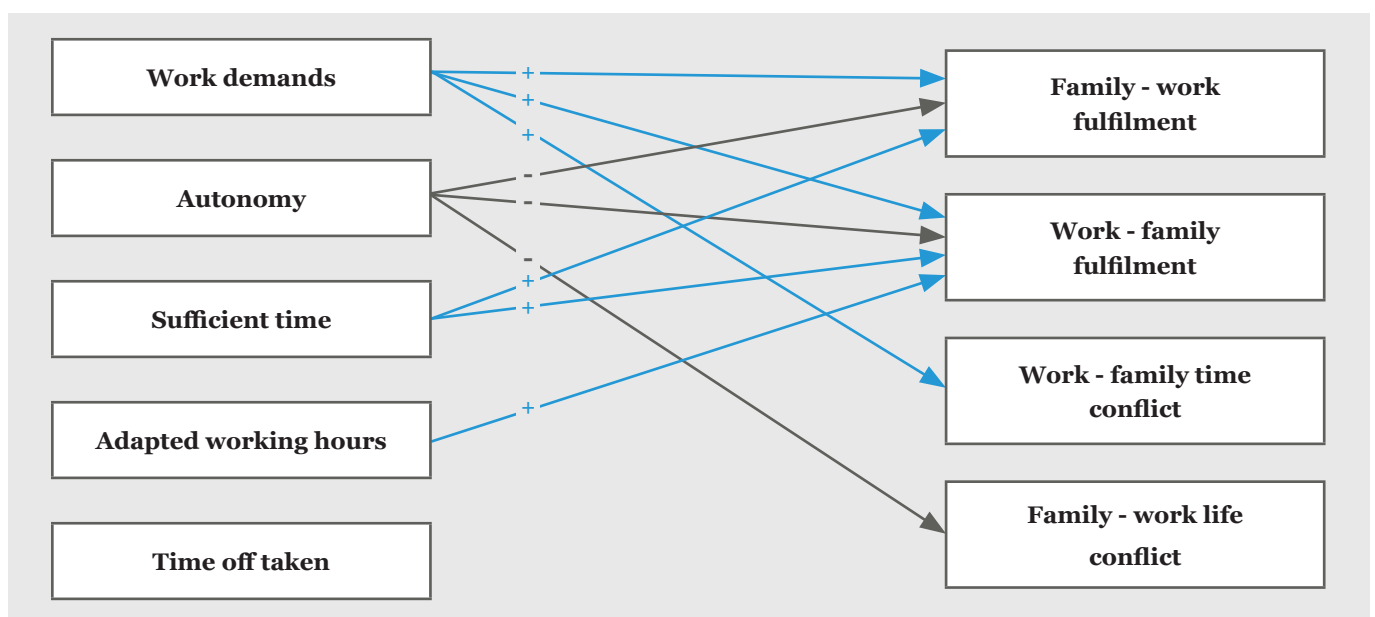 Work demands
Autonomy
Sufficient time
Adapted working hours
Time off taken
+
+
+
-
-
-
+
+
+
Family - work
fulfilment
Work - family
fulfilment
Work - family time
conflict
Family - work life
conflict